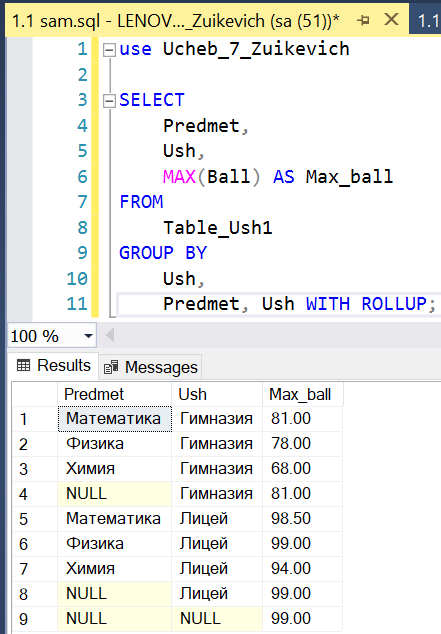 1.1 sam.sql - LENOV..._Zuikevich (sa (51))* 1.1
1 use Ucheb_7_Zuikevich
2
3 SELECT
4 Predmet,
5 Ush,
6 MAX(Ball) AS Max_ball
7 FROM
8 Table_Ush1
9 GROUP BY
10 Ush,
11 Predmet, Ush WITH ROLLUP;
100 %
Results Messages
Predmet Ush Max_ball
1 Математика Гимназия 81.00
2 Физика Гимназия 78.00
3 Химия Гимназия 68.00
4 NULL Гимназия 81.00
5 Математика Лицей 98.50
6 Физика Лицей 99.00
7 Химия Лицей 94.00
8 NULL Лицей 99.00
9 NULL NULL 99.00